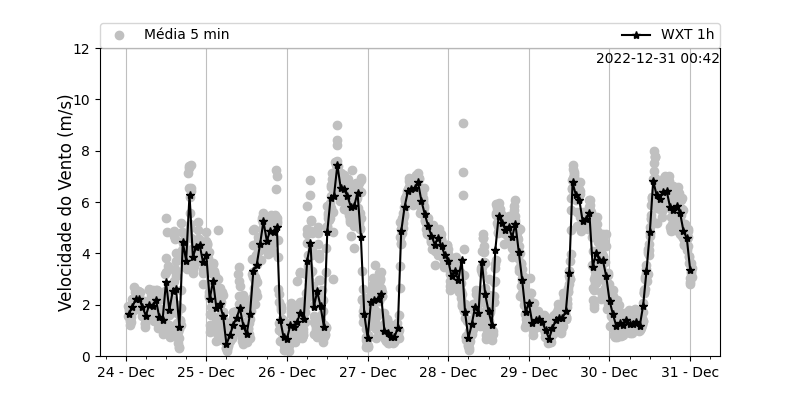 Média 5 min
WXT 1h
2022-12-31 00:42
Velocidade do Vento (m/s)
12
10
8
6
4
2
0
24 - Dec
25 - Dec
26 - Dec
27 - Dec
28 - Dec
29 - Dec
30 - Dec
31 - Dec